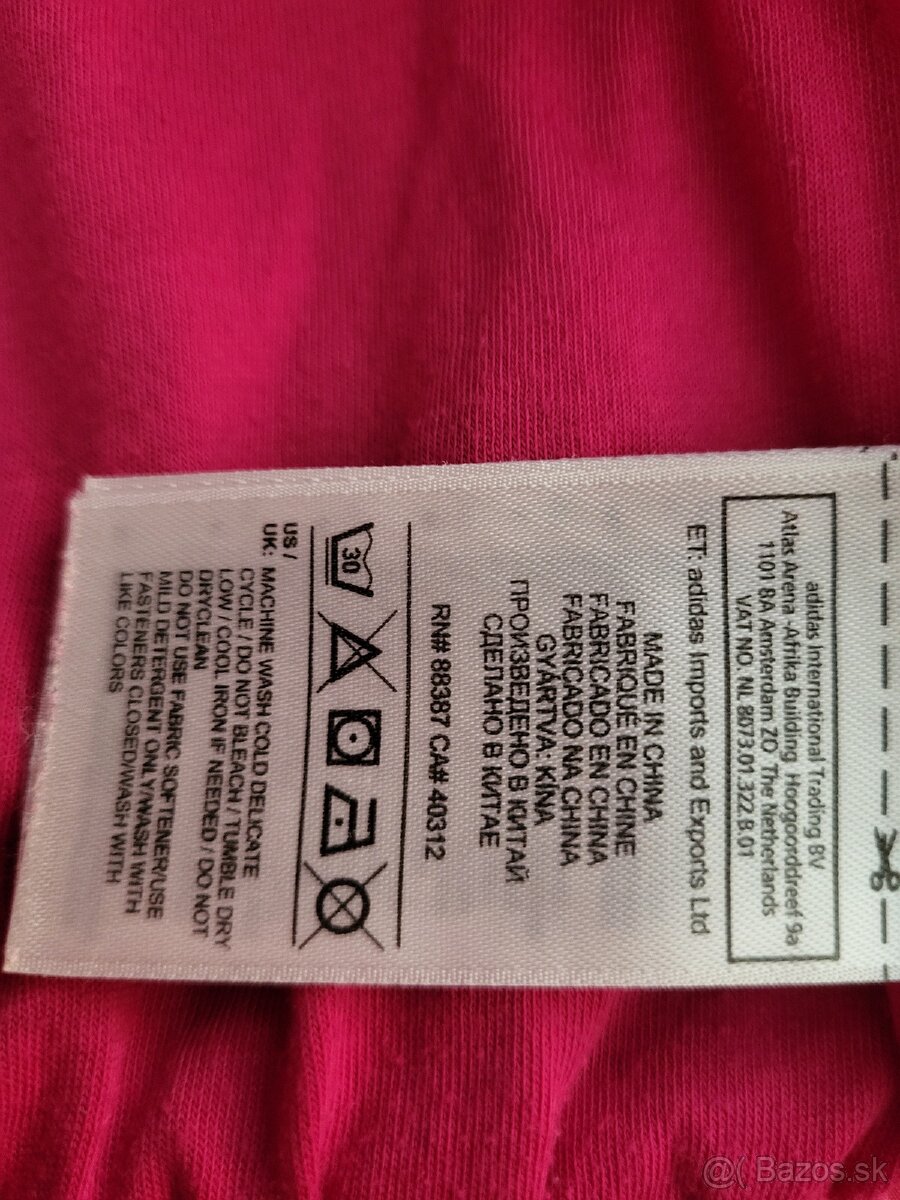 adidas International Trading BV
Atlas Arena -Afrika Building Hoogoorddreef 9a
1101 BA Amsterdam ZO The Netherlands
VAT NO. NL 8073.01.322.B.01
ET: adidas Imports and Exports Ltd
MADE IN CHINA
FABRIQUÉ EN CHINE
FABRICADO EN CHINA
FABRICADO NA CHINA
GYÁRTVA: KÍNA
ПРОИЗВЕДЕНО В КИТАЙ
СДЕЛАНО В КИТАЕ
RN# 88387 CA# 40312
30
US /
UK: MACHINE WASH COLD DELICATE
CYCLE / DO NOT BLEACH / TUMBLE DRY
LOW / COOL IRON IF NEEDED / DO NOT
DRYCLEAN
DO NOT USE FABRIC SOFTENER/USE
MILD DETERGENT ONLY/WASH WITH
FASTENERS CLOSED/WASH WITH
LIKE COLORS
@( Bazos.sk